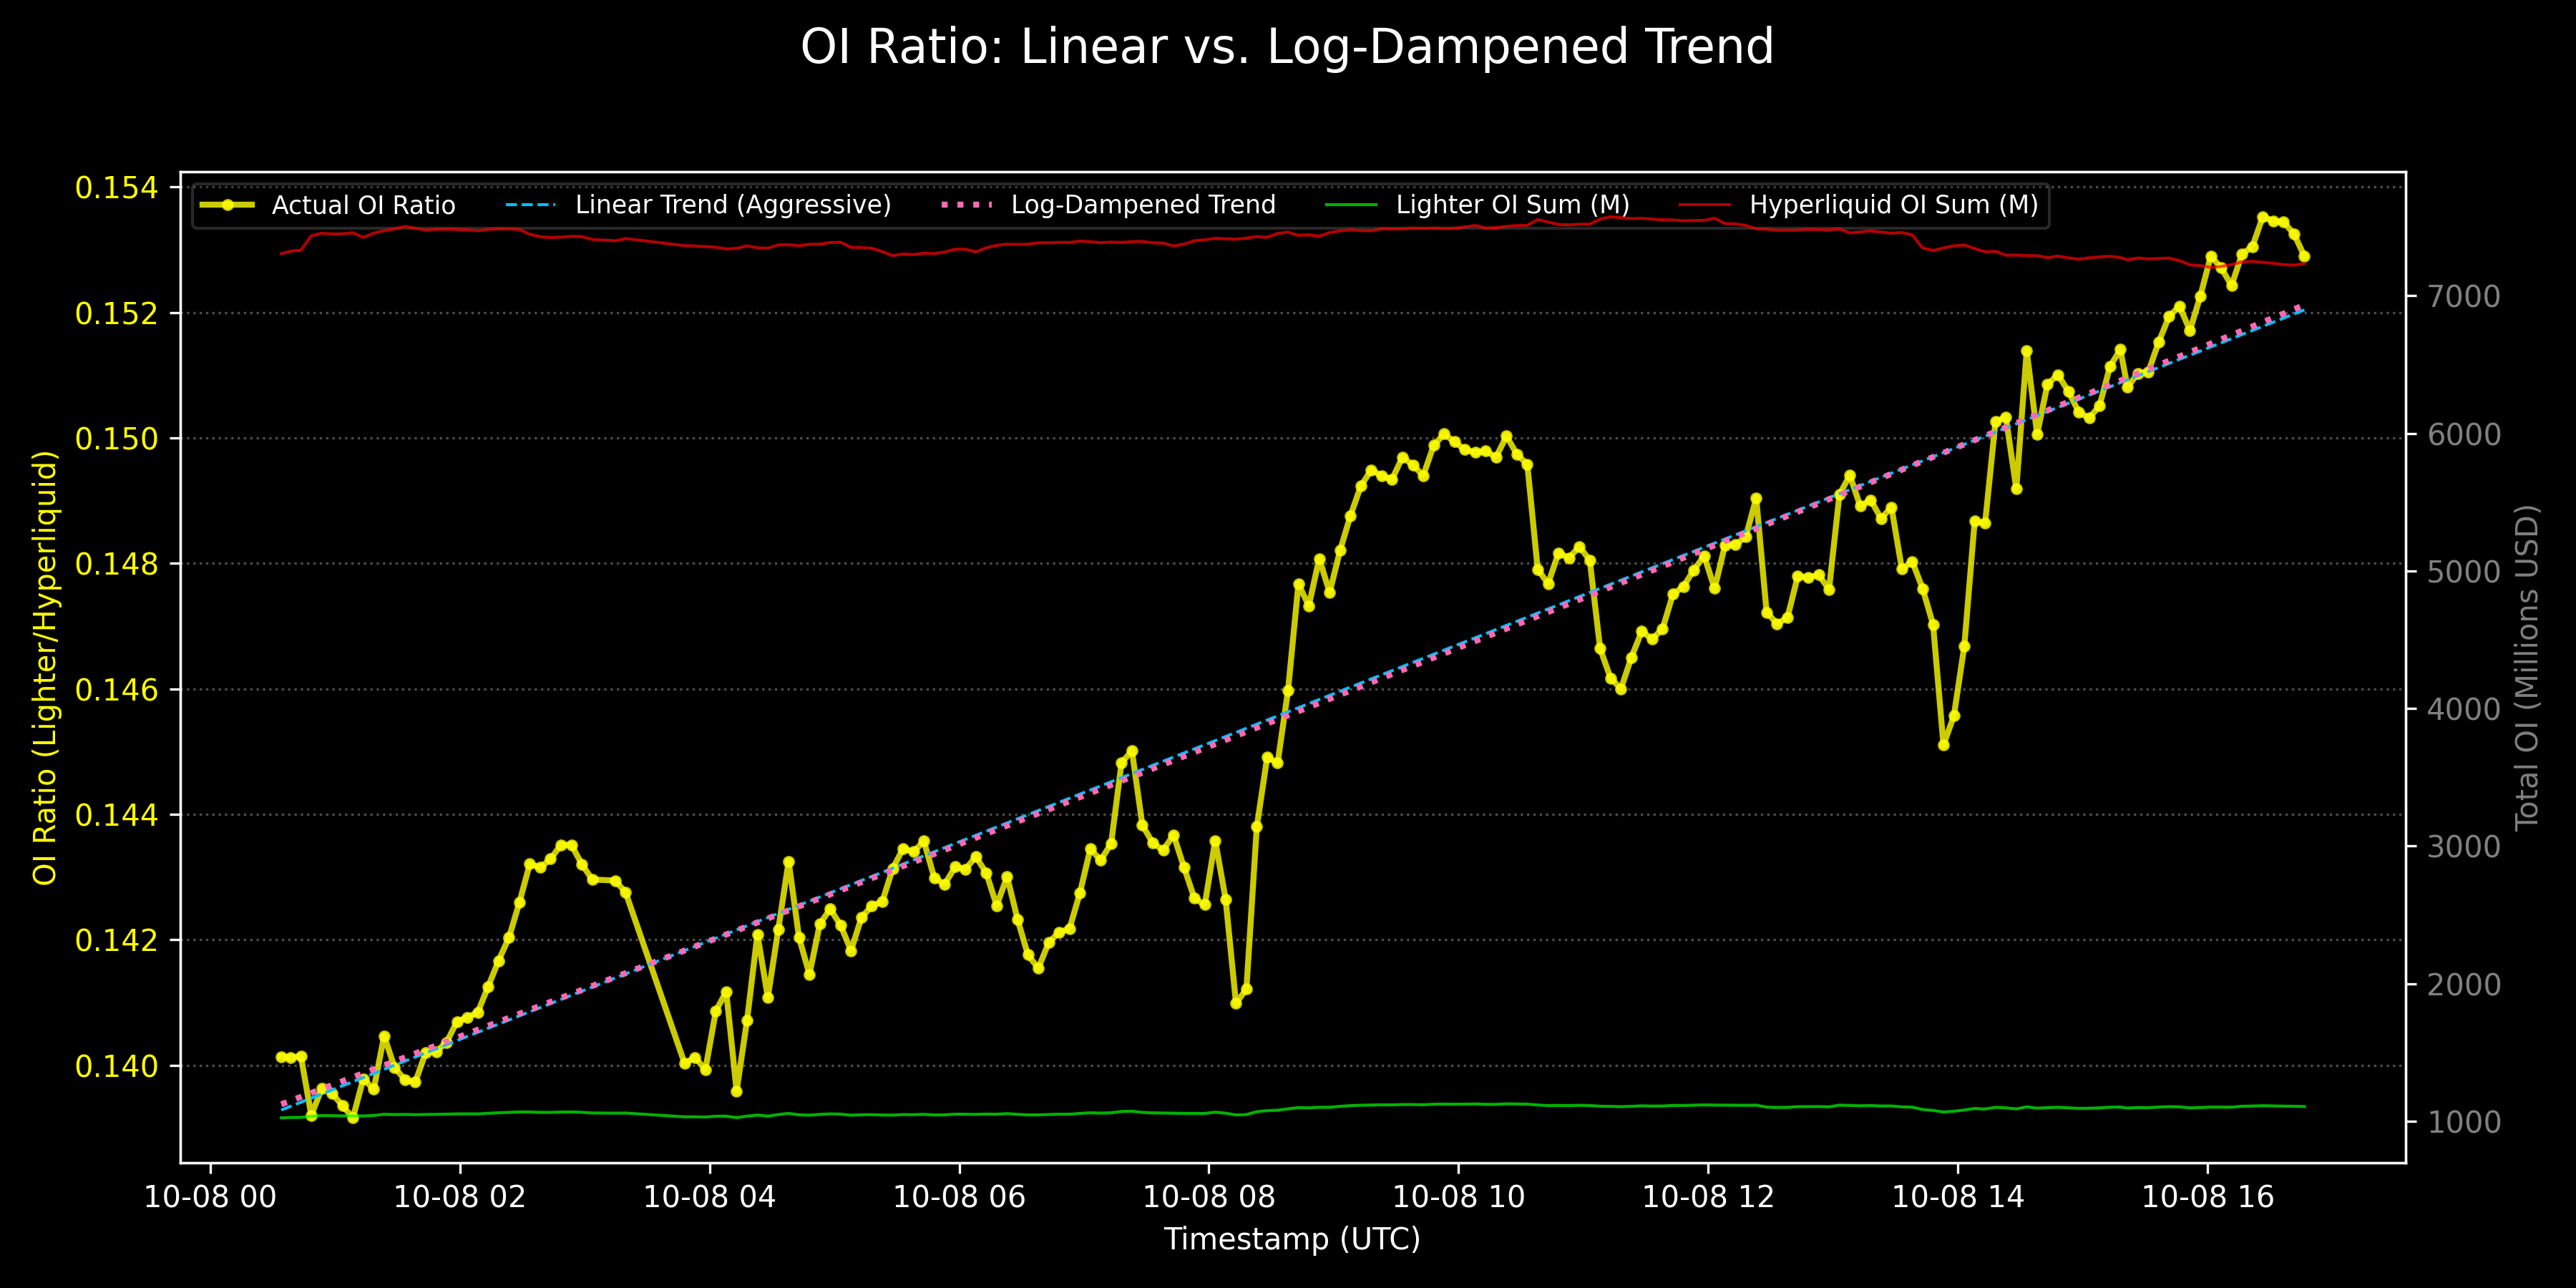 OI Ratio: Linear vs. Log-Dampened Trend
Actual OI Ratio
Linear Trend (Aggressive)
Log-Dampened Trend
Lighter OI Sum (M)
Hyperliquid OI Sum (M)
OI Ratio (Lighter/Hyperliquid)
0.154
0.152
0.150
0.148
0.146
0.144
0.142
0.140
7000
6000
5000
4000
3000
2000
1000
Total OI (Millions USD)
10-08 00
10-08 02
10-08 04
10-08 06
10-08 08
10-08 10
10-08 12
10-08 14
10-08 16
Timestamp (UTC)